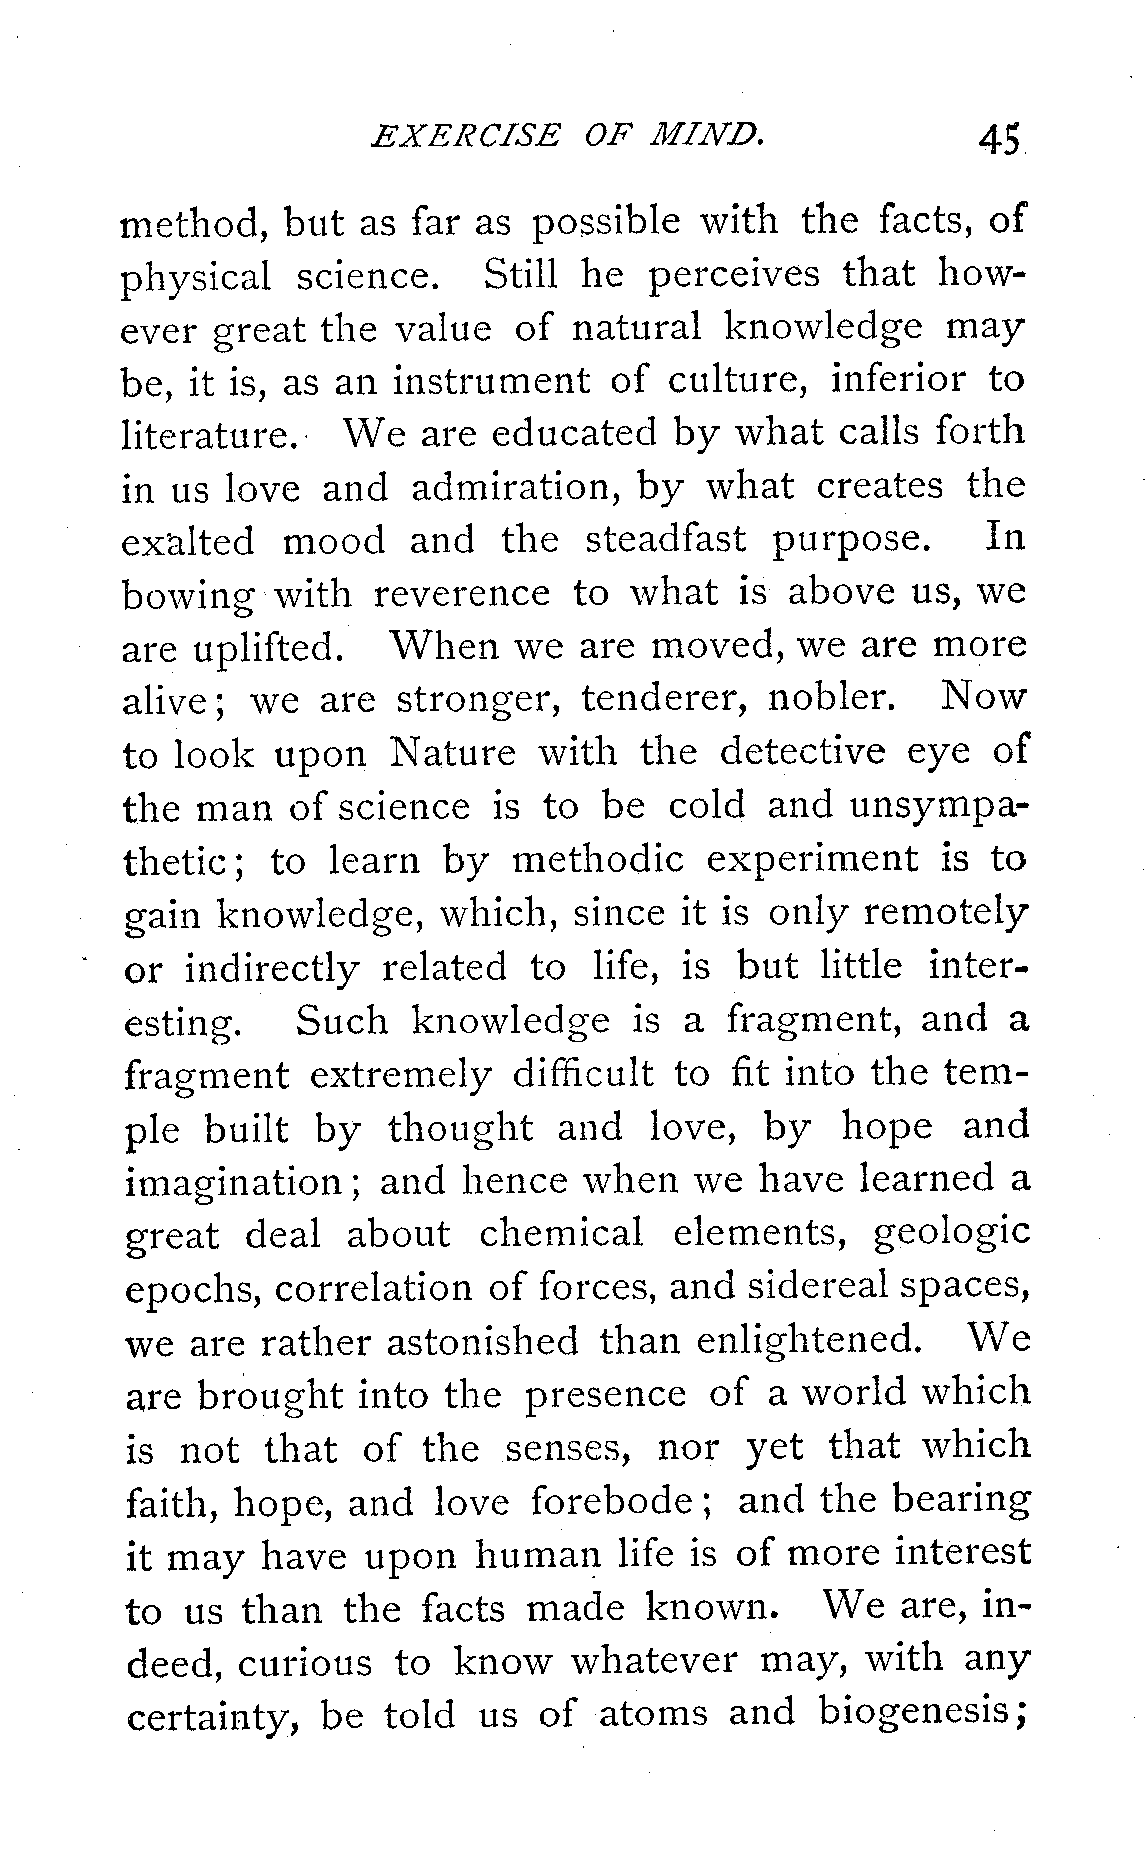 EXERCISE OF MIND. 45
method, but as far as possible with the facts, of
physical science. Still he perceives that how-
ever great the value of natural knowledge may
be, it is, as an instrument of culture, inferior to
literature. We are educated by what calls forth
in us love and admiration, by what creates the
exalted mood and the steadfast purpose. In
bowing with reverence to what is above us, we
are uplifted. When we are moved, we are more
alive; we are stronger, tenderer, nobler. Now
to look upon Nature with the detective eye of
the man of science is to be cold and unsympa-
thetic; to learn by methodic experiment is to
gain knowledge, which, since it is only remotely
or indirectly related to life, is but little inter-
esting. Such knowledge is a fragment, and a
fragment extremely difficult to fit into the tem-
ple built by thought and love, by hope and
imagination; and hence when we have learned a
great deal about chemical elements, geologic
epochs, correlation of forces, and sidereal spaces,
we are rather astonished than enlightened. We
are brought into the presence of a world which
is not that of the senses, nor yet that which
faith, hope, and love forebode; and the bearing
it may have upon human life is of more interest
to us than the facts made known. We are, in-
deed, curious to know whatever may, with any
certainty, be told us of atoms and biogenesis;